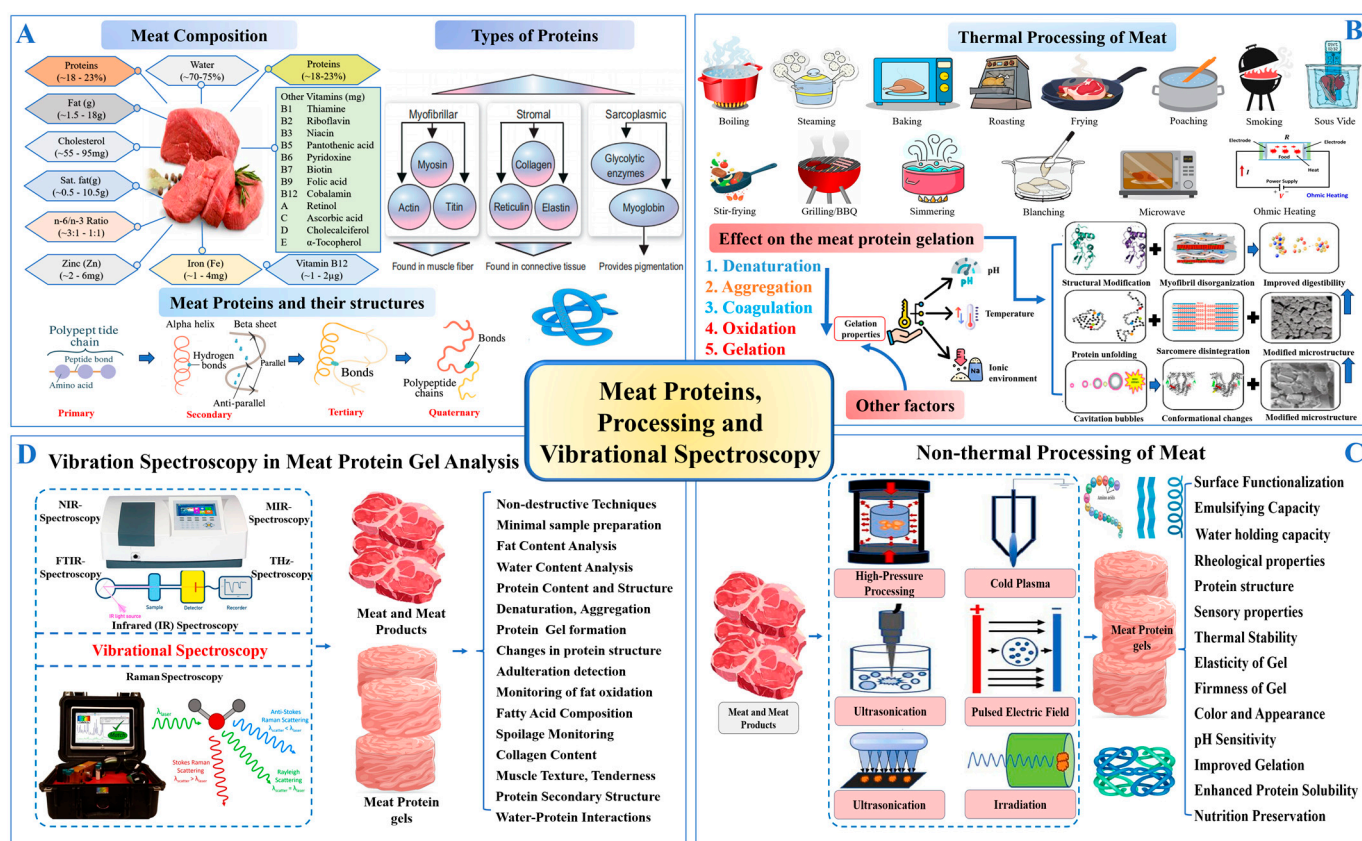 A
Meat Composition
Proteins
(~18 - 23%)
Water
(~70-75%)
Proteins
(~18-23%)
Fat (g)
(~1.5 - 18g)
Cholesterol
(~55 - 95mg)
Sat. fat(g)
(~0.5 - 10.5g)
n-6/n-3 Ratio
(~3:1 - 1:1)
Zinc (Zn)
(~2 - 6mg)
Iron (Fe)
(~1 - 4mg)
Vitamin B12
(~1 - 2μg)
Other Vitamins (mg)
B1 Thiamine
B2 Riboflavin
B3 Niacin
B5 Pantothenic acid
B6 Pyridoxine
B7 Biotin
B9 Folic acid
B12 Cobalamin
A Retinol
C Ascorbic acid
D Cholecalciferol
E α-Tocopherol
Types of Proteins
Myofibrillar
Myosin
Actin
Titin
Found in muscle fiber
Stromal
Collagen
Reticulin
Elastin
Found in connective tissue
Sarcoplasmic
Glycolytic
enzymes
Myoglobin
Provides pigmentation
Meat Proteins and their structures
Polypept tide
chain
Peptide bond
Amino acid
Primary
Alpha helix
Beta sheet
Hydrogen
bonds
Parallel
Anti-parallel
Secondary
Bonds
Tertiary
Bonds
Polypeptide
chains
Quaternary
B
Thermal Processing of Meat
Boiling
Steaming
Baking
Roasting
Frying
Poaching
Smoking
Sous Vide
Stir-frying
Grilling/BBQ
Simmering
Blanching
Microwave
Electrode
R
Electrode
Food
Heat
I
Power Supply
V
Ohmic Heating
Ohmic Heating
Effect on the meat protein gelation
1. Denaturation
2. Aggregation
3. Coagulation
4. Oxidation
5. Gelation
Gelation
properties
pH
pH
Temperature
Na
Ionic
environment
Other factors
Structural Modification
Myofibril disorganization
Improved digestibility
Protein unfolding
Sarcomere disintegration
Modified microstructure
Cavitation bubbles
Conformational changes
Modified microstructure
Meat Proteins,
Processing and
Vibrational Spectroscopy
D
Vibration Spectroscopy in Meat Protein Gel Analysis
NIR-
Spectroscopy
MIR-
Spectroscopy
FTIR-
Spectroscopy
THz-
Spectroscopy
IR light source
Sample
Detector
Recorder
Infrared (IR) Spectroscopy
Vibrational Spectroscopy
Raman Spectroscopy
Match
λlaser
Anti-Stokes
Raman Scattering
λscatter < λlaser
Stokes Raman
Scattering
λscatter > λlaser
Rayleigh
Scattering
λscatter = λlaser
Meat and Meat
Products
Meat Protein
gels
Non-destructive Techniques
Minimal sample preparation
Fat Content Analysis
Water Content Analysis
Protein Content and Structure
Denaturation, Aggregation
Protein Gel formation
Changes in protein structure
Adulteration detection
Monitoring of fat oxidation
Fatty Acid Composition
Spoilage Monitoring
Collagen Content
Muscle Texture, Tenderness
Protein Secondary Structure
Water-Protein Interactions
C
Non-thermal Processing of Meat
Meat and Meat
Products
High-Pressure
Processing
Cold Plasma
Ultrasonication
Pulsed Electric Field
Ultrasonication
Irradiation
Amino acids
Meat Protein
gels
Surface Functionalization
Emulsifying Capacity
Water holding capacity
Rheological properties
Protein structure
Sensory properties
Thermal Stability
Elasticity of Gel
Firmness of Gel
Color and Appearance
pH Sensitivity
Improved Gelation
Enhanced Protein Solubility
Nutrition Preservation